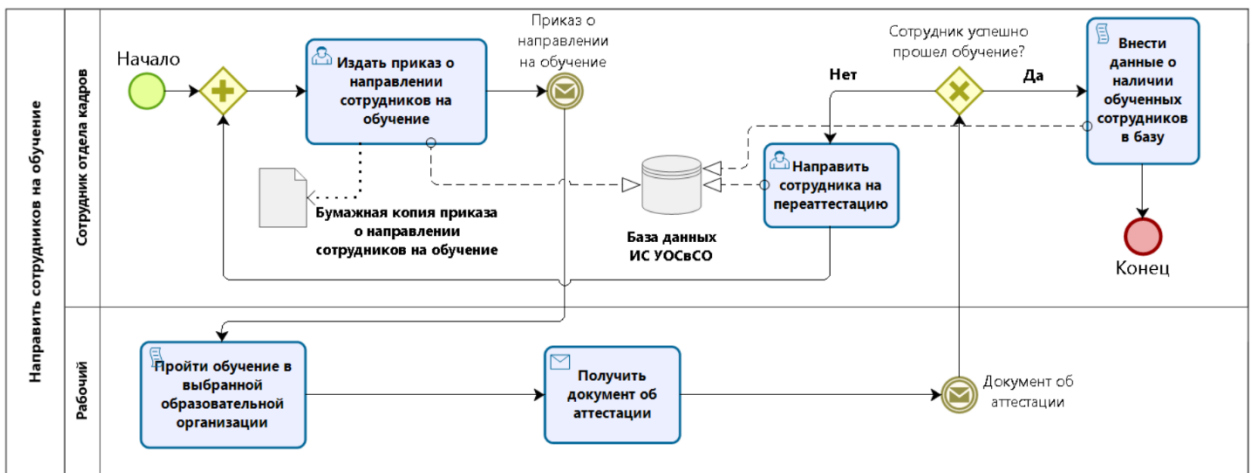 Направить сотрудников на обучение
Сотрудник отдела кадров
Начало
Издать приказ о
направлении
сотрудников на
обучение
Приказ о
направлении
на обучение
Сотрудник успешно
прошел обучение?
Нет
Да
Внести
данные о
наличии
обученных
сотрудников
в базу
Бумажная копия приказа
о направлении
сотрудников на обучение
База данных
ИС УОСвСО
Направить
сотрудника на
переаттестацию
Конец
Рабочий
Пройти обучение в
выбранной
образовательной
организации
Получить
документ об
аттестации
Документ об
аттестации